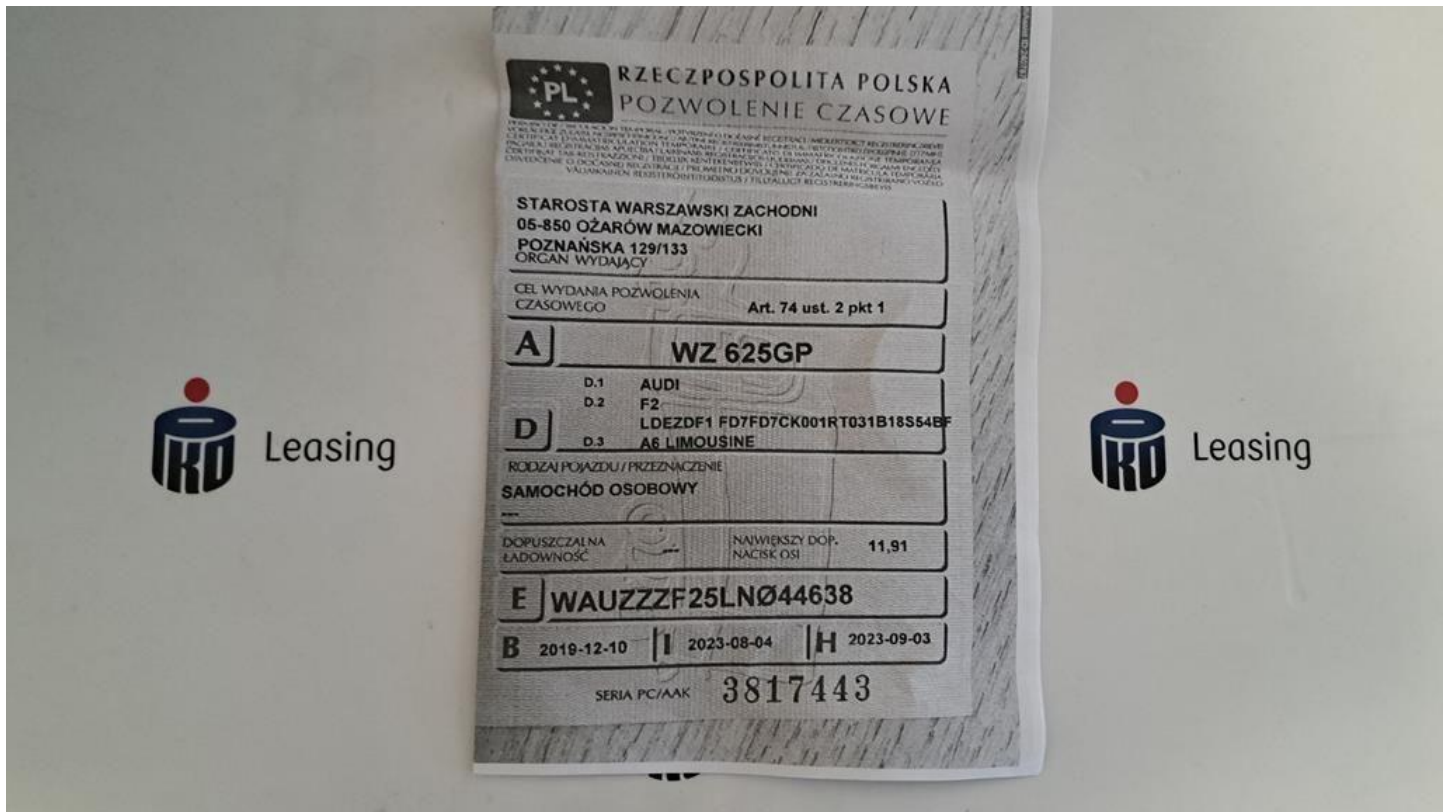 RZECZPOSPOLITA POLSKA
PL
POZWOLENIE CZASOWE
STAROSTA WARSZAWSKI ZACHODNI
05-850 OŻARÓW MAZOWIECKI
POZNAŃSKA 129/133
ORGAN WYDAJĄCY
CEL WYDANIA POZWOLENIA
CZASOWEGO Art. 74 ust. 2 pkt 1
A WZ 625GP
D.1 AUDI
D.2 F2
D LDEZDF1 FD7FD7CK001RT031B18S54BF
D.3 A6 LIMOUSINE
RODZAJ POJAZDU / PRZEZNACZENIE
SAMOCHÓD OSOBOWY
---
DOPUSZCZALNA ŁADOWNOŚĆ --- NAJWIĘKSZY DOP. NACISK OSI 11,91
E WAUZZZF25LNØ44638
B 2019-12-10 I 2023-08-04 H 2023-09-03
SERIA PC/AAK 3817443
Leasing
Leasing